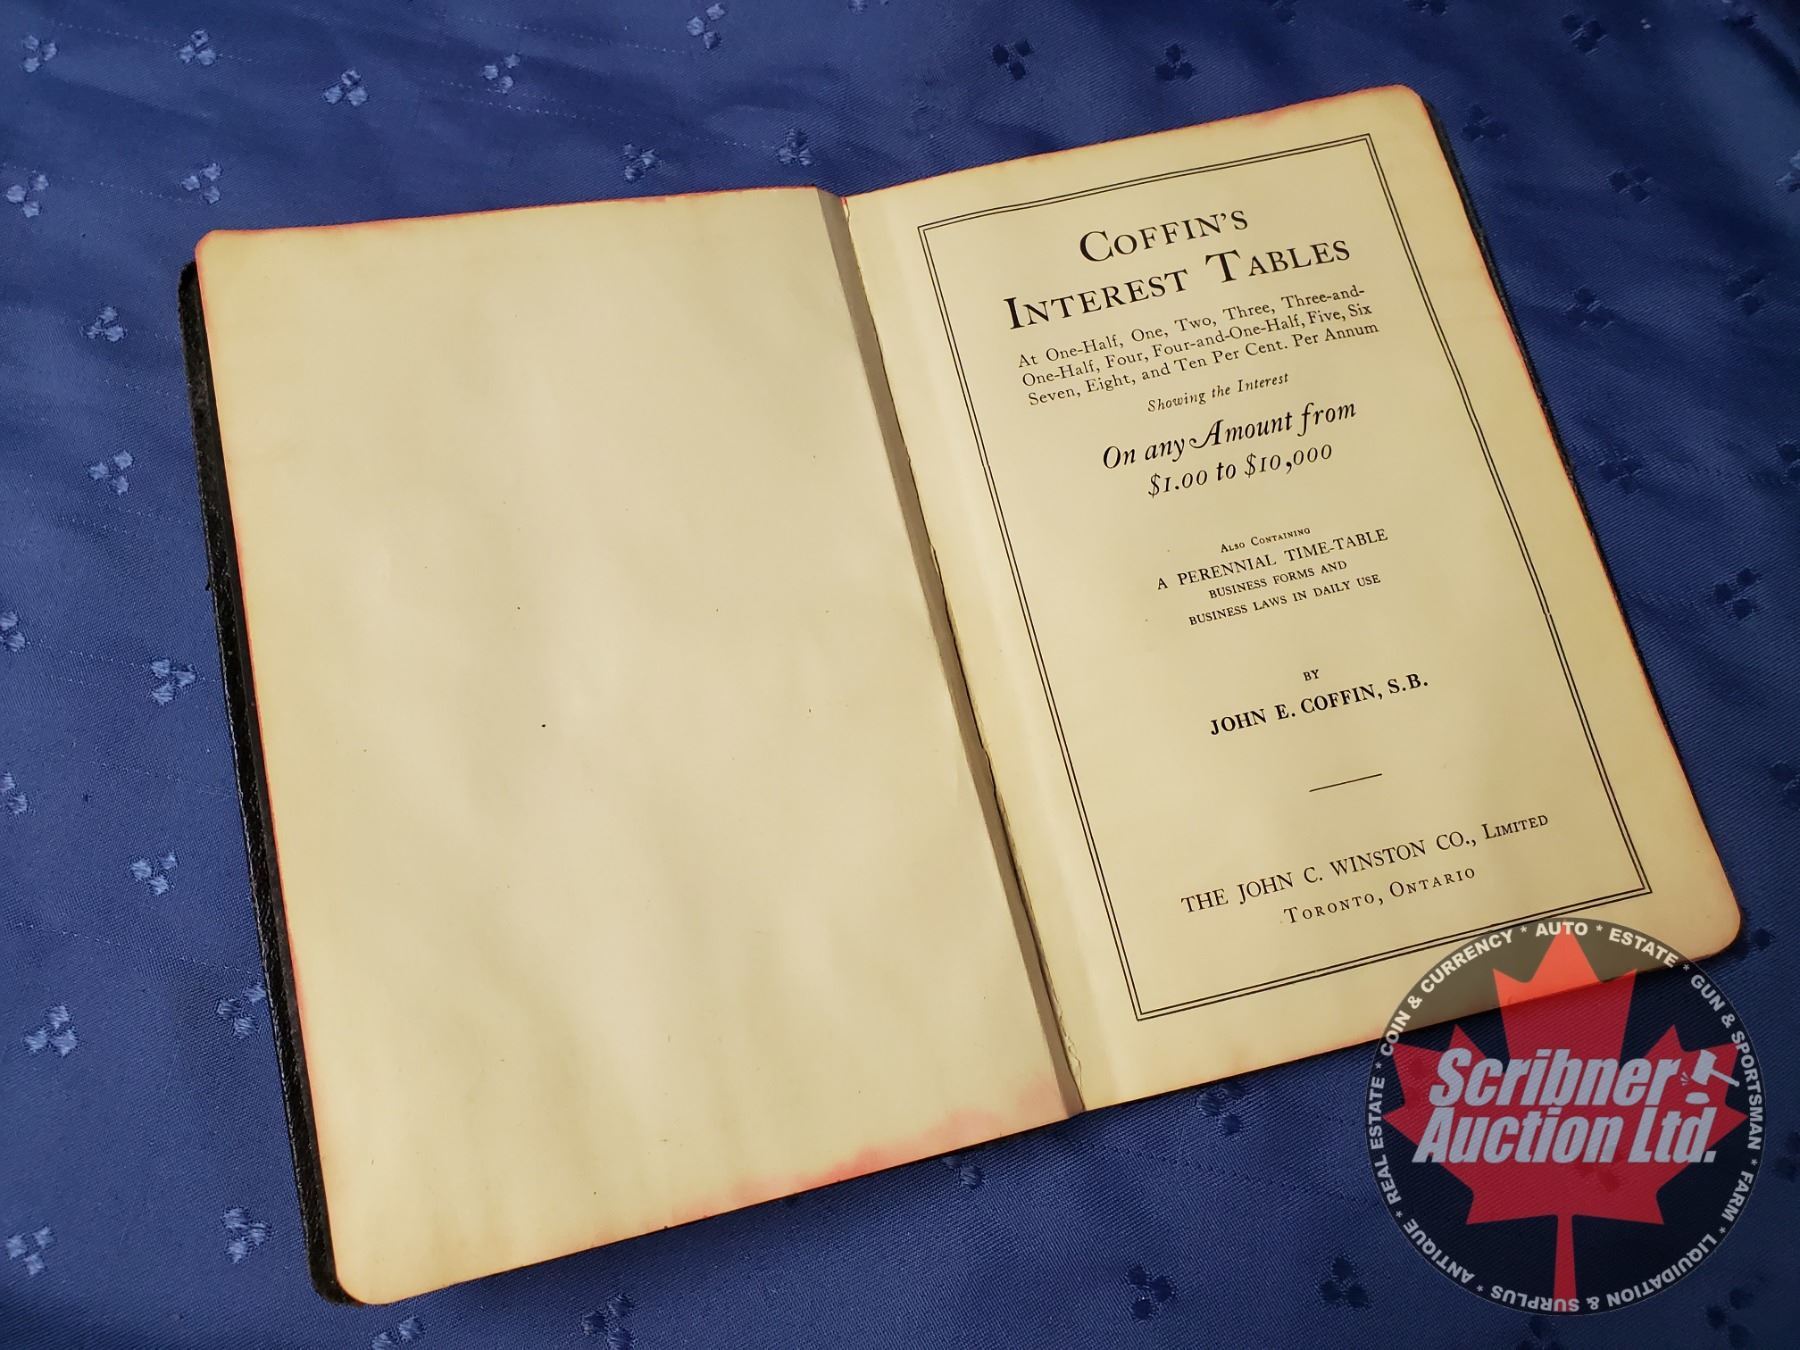 COFFIN'S
INTEREST TABLES
At One-Half, One, Two, Three, Three-and-
One-Half, Four, Four-and-One-Half, Five, Six
Seven, Eight, and Ten Per Cent. Per Annum
Showing the Interest
On any Amount from
$1.00 to $10,000
ALSO CONTAINING
A PERENNIAL TIME-TABLE
BUSINESS FORMS AND
BUSINESS LAWS IN DAILY USE
BY
JOHN E. COFFIN, S.B.
THE JOHN C. WINSTON CO., LIMITED
TORONTO, ONTARIO
* REAL ESTATE * COIN & CURRENCY * AUTO * ESTATE * GUN & SPORTSMAN * FARM * LIQUIDATION & SURPLUS * ANTIQUE
Scribner
Auction Ltd.